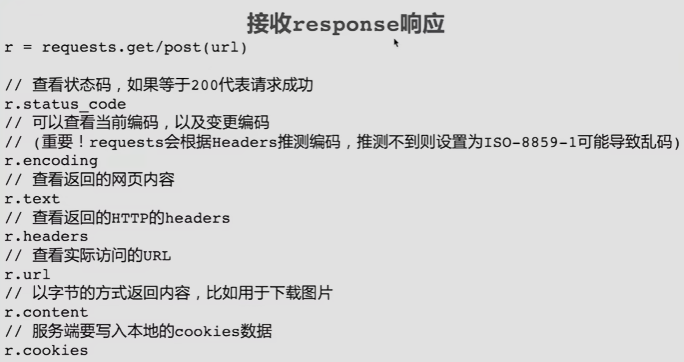 接收response响应
r = requests.get/post(url)
// 查看状态码，如果等于200代表请求成功
r.status_code
// 可以查看当前编码，以及变更编码
// (重要！requests会根据Headers推测编码，推测不到则设置为ISO-8859-1可能导致乱码)
r.encoding
// 查看返回的网页内容
r.text
// 查看返回的HTTP的headers
r.headers
// 查看实际访问的URL
r.url
// 以字节的方式返回内容，比如用于下载图片
r.content
// 服务端要写入本地的cookies数据
r.cookies